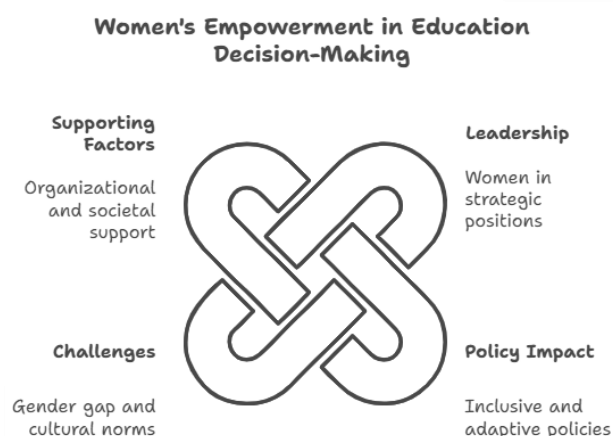 Women's Empowerment in Education
Decision-Making
Supporting
Factors
Organizational
and societal
support
Leadership
Women in
strategic
positions
Challenges
Gender gap and
cultural norms
Policy Impact
Inclusive and
adaptive policies